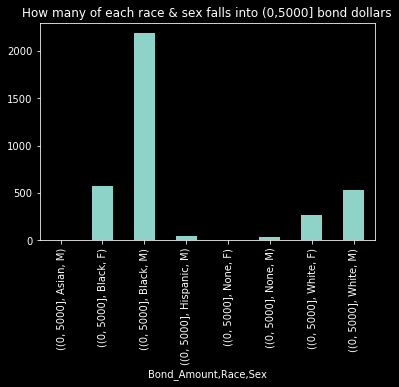 How many of each race & sex falls into (0,5000] bond dollars
2000
1500
1000
500
0
((0, 5000], Asian, M)
((0, 5000], Black, F)
((0, 5000], Black, M)
((0, 5000], Hispanic, M)
((0, 5000], None, F)
((0, 5000], None, M)
((0, 5000], White, F)
((0, 5000], White, M)
Bond_Amount,Race,Sex